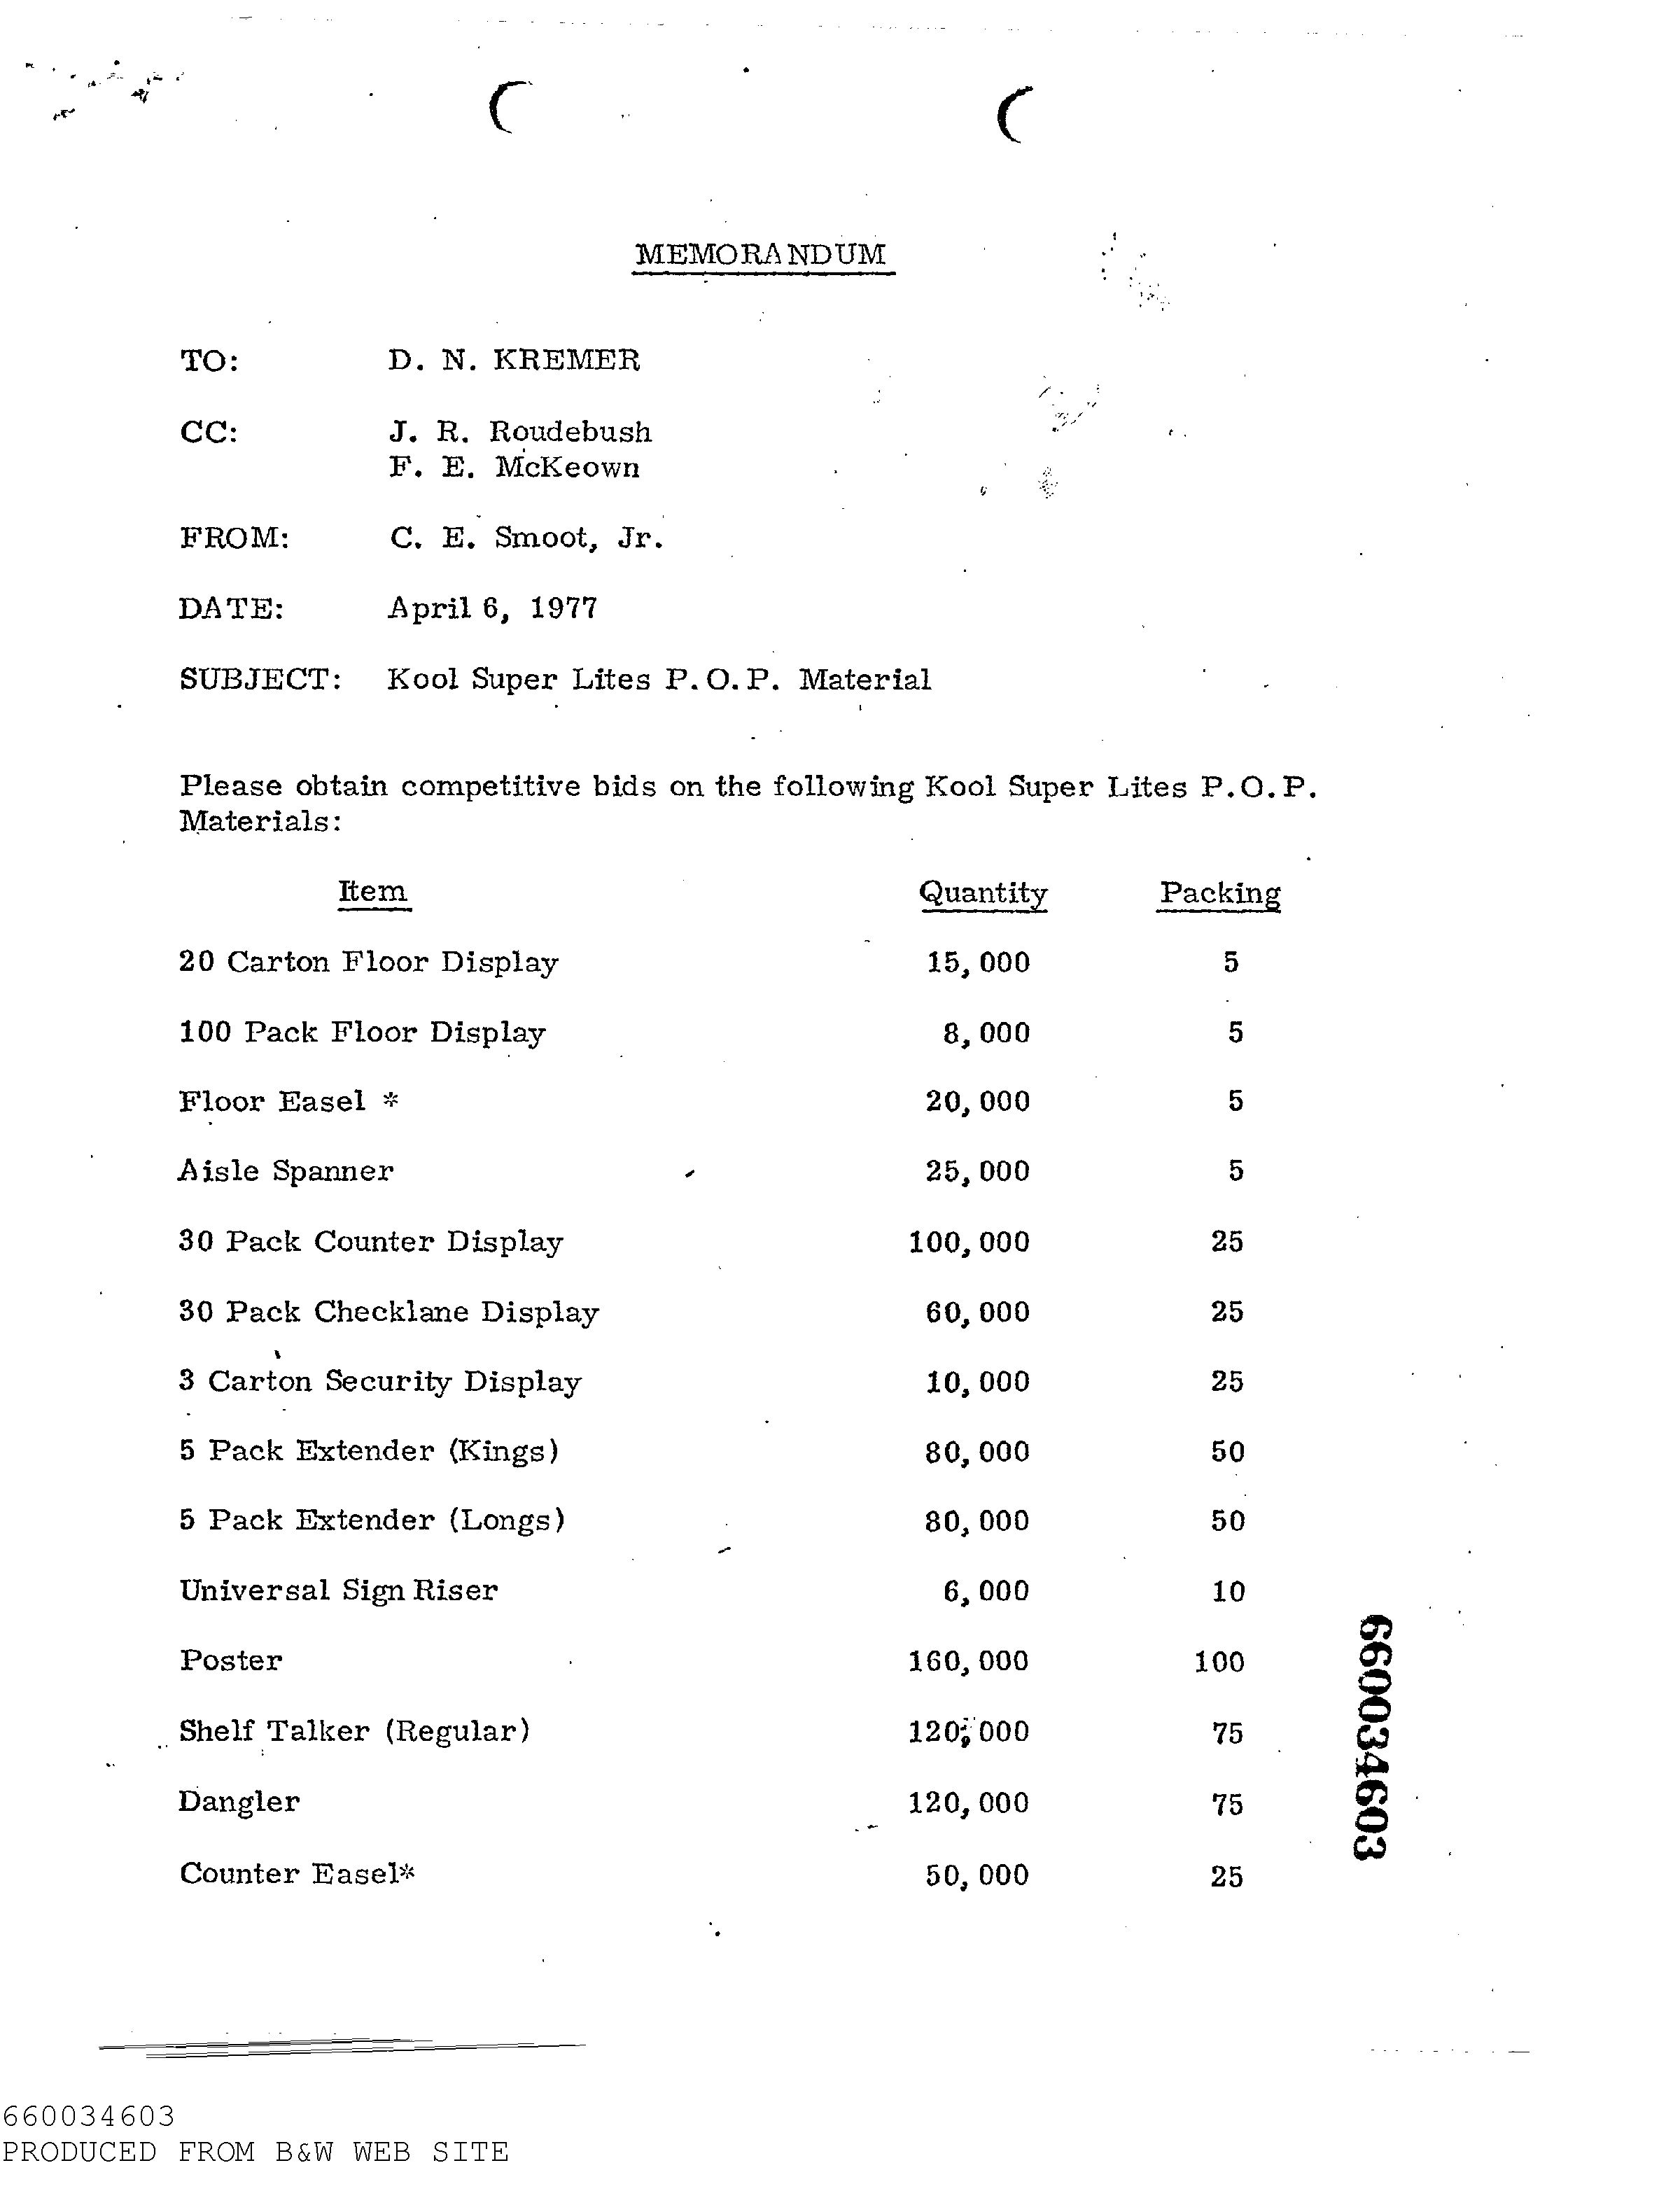 MEMORANDUM
TO: D. N. KREMER
CC: J. R. Roudebush
F. E. McKeown
FROM: C. E. Smoot, Jr.
DATE: April 6, 1977
SUBJECT: Kool Super Lites P.O.P. Material
Please obtain competitive bids on the following Kool Super Lites P.O.P.
Materials:
Item Quantity Packing
20 Carton Floor Display 15,000 5
100 Pack Floor Display 8,000 5
Floor Easel * 20,000 5
Aisle Spanner 25,000 5
30 Pack Counter Display 100,000 25
30 Pack Checklane Display 60,000 25
3 Carton Security Display 10,000 25
5 Pack Extender (Kings) 80,000 50
5 Pack Extender (Longs) 80,000 50
Universal Sign Riser 6,000 10
Poster 160,000 100
Shelf Talker (Regular) 120,000 75
Dangler 120,000 75
Counter Easel* 50,000 25
660034603
660034603
PRODUCED FROM B&W WEB SITE